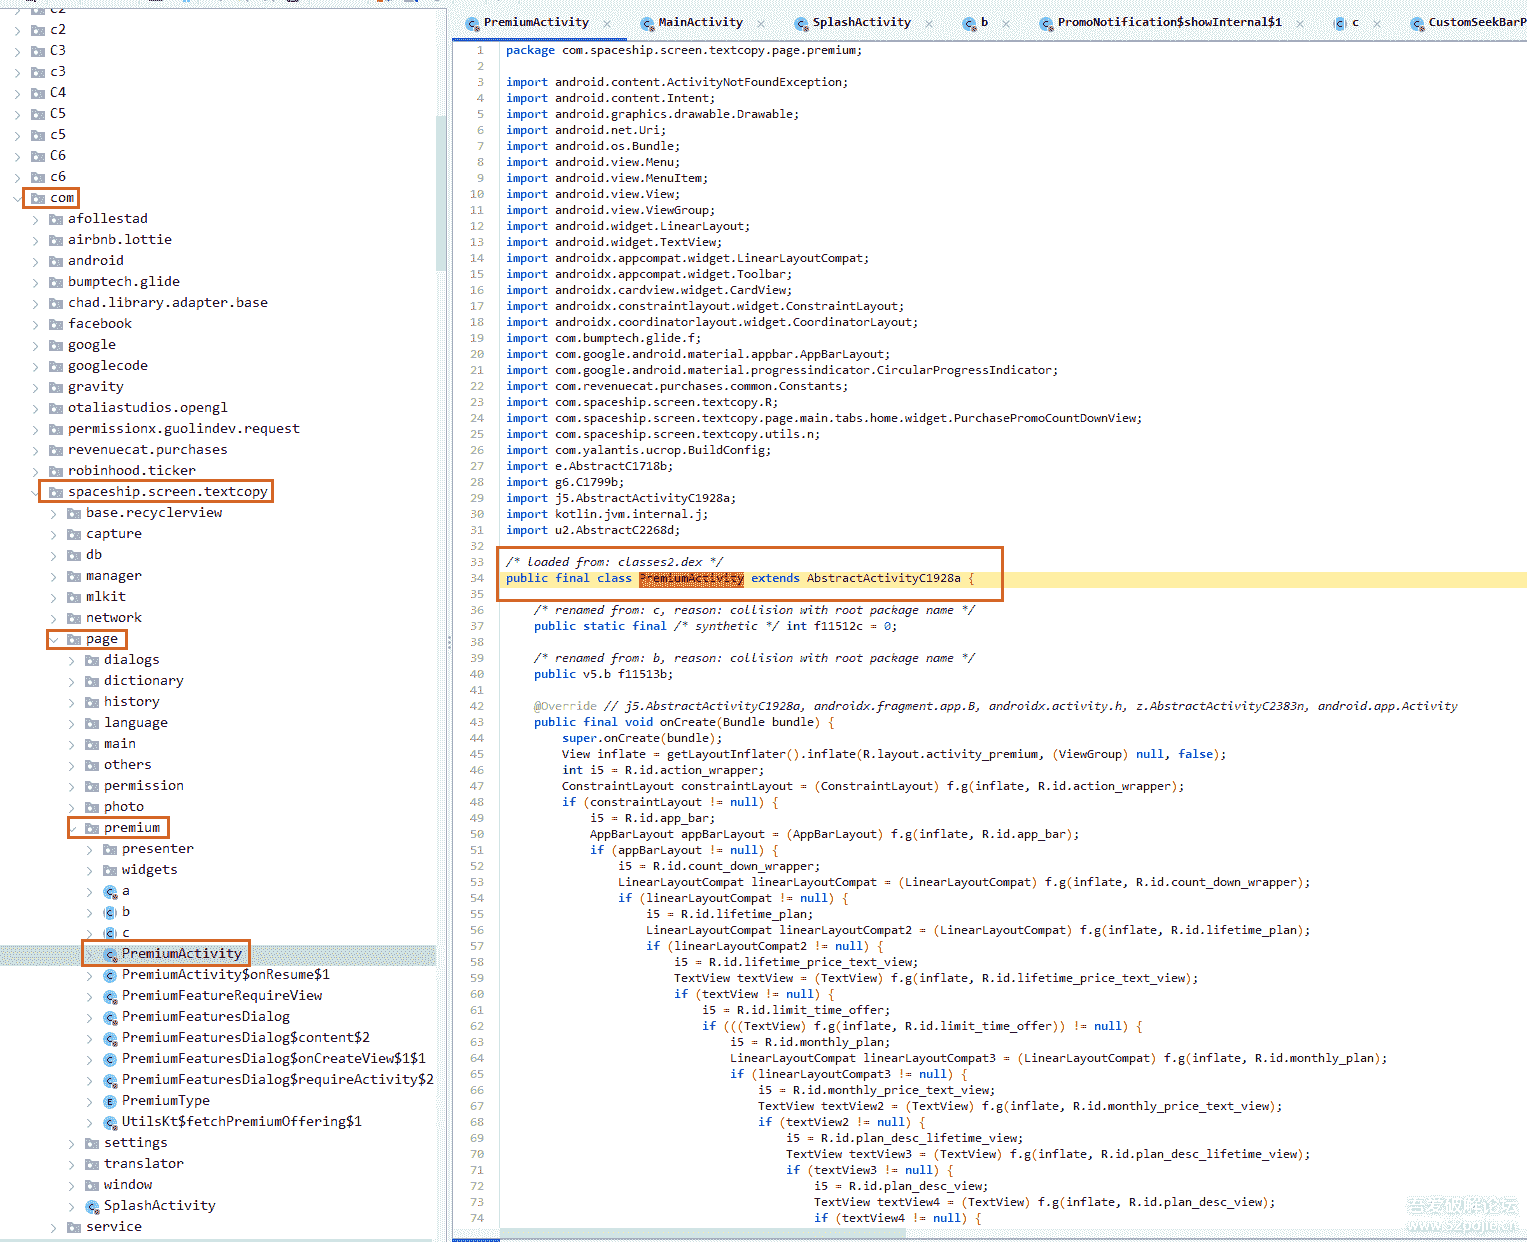 c2
c2
C3
c3
C4
C5
c5
C6
c6
com
afollestad
airbnb.lottie
android
bumptech.glide
chad.library.adapter.base
facebook
google
googlecode
gravity
otaliastudios.opengl
permissionx.guolindev.request
revenuecat.purchases
robinhood.ticker
spaceship.screen.textcopy
base.recyclerview
capture
db
manager
mlkit
network
page
dialogs
dictionary
history
language
main
others
permission
photo
premium
presenter
widgets
a
b
c
PremiumActivity
PremiumActivity$onResume$1
PremiumFeatureRequireView
PremiumFeaturesDialog
PremiumFeaturesDialog$content$2
PremiumFeaturesDialog$onCreateView$1$1
PremiumFeaturesDialog$requireActivity$2
PremiumType
UtilsKt$fetchPremiumOffering$1
settings
translator
window
SplashActivity
service
PremiumActivity × MainActivity × SplashActivity × b × PromoNotification$showInternal$1 × c × CustomSeekBarP
1 package com.spaceship.screen.textcopy.page.premium;
2
3 import android.content.ActivityNotFoundException;
4 import android.content.Intent;
5 import android.graphics.drawable.Drawable;
6 import android.net.Uri;
7 import android.os.Bundle;
8 import android.view.Menu;
9 import android.view.MenuItem;
10 import android.view.View;
11 import android.view.ViewGroup;
12 import android.widget.LinearLayout;
13 import android.widget.TextView;
14 import androidx.appcompat.widget.LinearLayoutCompat;
15 import androidx.appcompat.widget.Toolbar;
16 import androidx.cardview.widget.CardView;
17 import androidx.constraintlayout.widget.ConstraintLayout;
18 import androidx.coordinatorlayout.widget.CoordinatorLayout;
19 import com.bumptech.glide.f;
20 import com.google.android.material.appbar.AppBarLayout;
21 import com.google.android.material.progressindicator.CircularProgressIndicator;
22 import com.revenuecat.purchases.common.Constants;
23 import com.spaceship.screen.textcopy.R;
24 import com.spaceship.screen.textcopy.page.main.tabs.home.widget.PurchasePromoCountDownView;
25 import com.spaceship.screen.textcopy.utils.n;
26 import com.yalantis.ucrop.BuildConfig;
27 import e.AbstractC1718b;
28 import g6.C1799b;
29 import j5.AbstractActivityC1928a;
30 import kotlin.jvm.internal.j;
31 import u2.AbstractC2268d;
32
33 /* loaded from: classes2.dex */
34 public final class PremiumActivity extends AbstractActivityC1928a {
35
36 /* renamed from: c, reason: collision with root package name */
37 public static final /* synthetic */ int f11512c = 0;
38
39 /* renamed from: b, reason: collision with root package name */
40 public v5.b f11513b;
41
42 @Override // j5.AbstractActivityC1928a, androidx.fragment.app.B, androidx.activity.h, z.AbstractActivityC2383n, android.app.Activity
43 public final void onCreate(Bundle bundle) {
44 super.onCreate(bundle);
45 View inflate = getLayoutInflater().inflate(R.layout.activity_premium, (ViewGroup) null, false);
46 int i5 = R.id.action_wrapper;
47 ConstraintLayout constraintLayout = (ConstraintLayout) f.g(inflate, R.id.action_wrapper);
48 if (constraintLayout != null) {
49 i5 = R.id.app_bar;
50 AppBarLayout appBarLayout = (AppBarLayout) f.g(inflate, R.id.app_bar);
51 if (appBarLayout != null) {
52 i5 = R.id.count_down_wrapper;
53 LinearLayoutCompat linearLayoutCompat = (LinearLayoutCompat) f.g(inflate, R.id.count_down_wrapper);
54 if (linearLayoutCompat != null) {
55 i5 = R.id.lifetime_plan;
56 LinearLayoutCompat linearLayoutCompat2 = (LinearLayoutCompat) f.g(inflate, R.id.lifetime_plan);
57 if (linearLayoutCompat2 != null) {
58 i5 = R.id.lifetime_price_text_view;
59 TextView textView = (TextView) f.g(inflate, R.id.lifetime_price_text_view);
60 if (textView != null) {
61 i5 = R.id.limit_time_offer;
62 if (((TextView) f.g(inflate, R.id.limit_time_offer)) != null) {
63 i5 = R.id.monthly_plan;
64 LinearLayoutCompat linearLayoutCompat3 = (LinearLayoutCompat) f.g(inflate, R.id.monthly_plan);
65 if (linearLayoutCompat3 != null) {
66 i5 = R.id.monthly_price_text_view;
67 TextView textView2 = (TextView) f.g(inflate, R.id.monthly_price_text_view);
68 if (textView2 != null) {
69 i5 = R.id.plan_desc_lifetime_view;
70 TextView textView3 = (TextView) f.g(inflate, R.id.plan_desc_lifetime_view);
71 if (textView3 != null) {
72 i5 = R.id.plan_desc_view;
73 TextView textView4 = (TextView) f.g(inflate, R.id.plan_desc_view);
74 if (textView4 != null) {
吾爱破解论坛
www.52pojie.cn